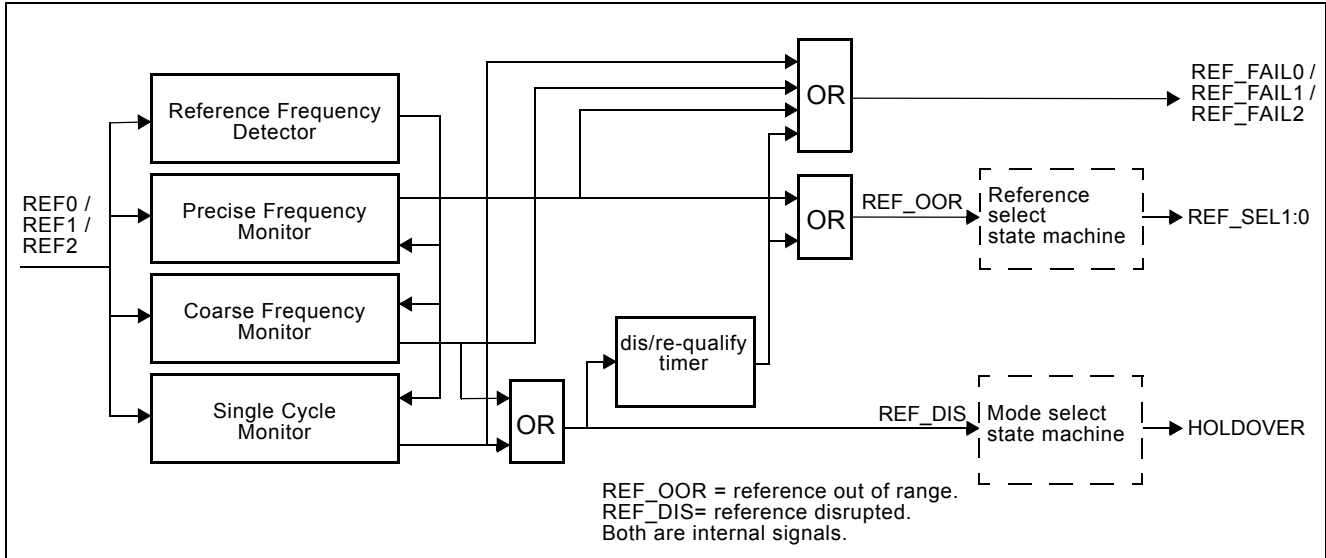 REF0 /
REF1 /
REF2
Reference Frequency
Detector
Precise Frequency
Monitor
Coarse Frequency
Monitor
Single Cycle
Monitor
OR
dis/re-qualify
timer
OR
OR
REF_FAIL0 /
REF_FAIL1 /
REF_FAIL2
REF_OOR
Reference
select
state machine
REF_SEL1:0
REF_DIS
Mode select
state machine
HOLDOVER
REF_OOR = reference out of range.
REF_DIS= reference disrupted.
Both are internal signals.